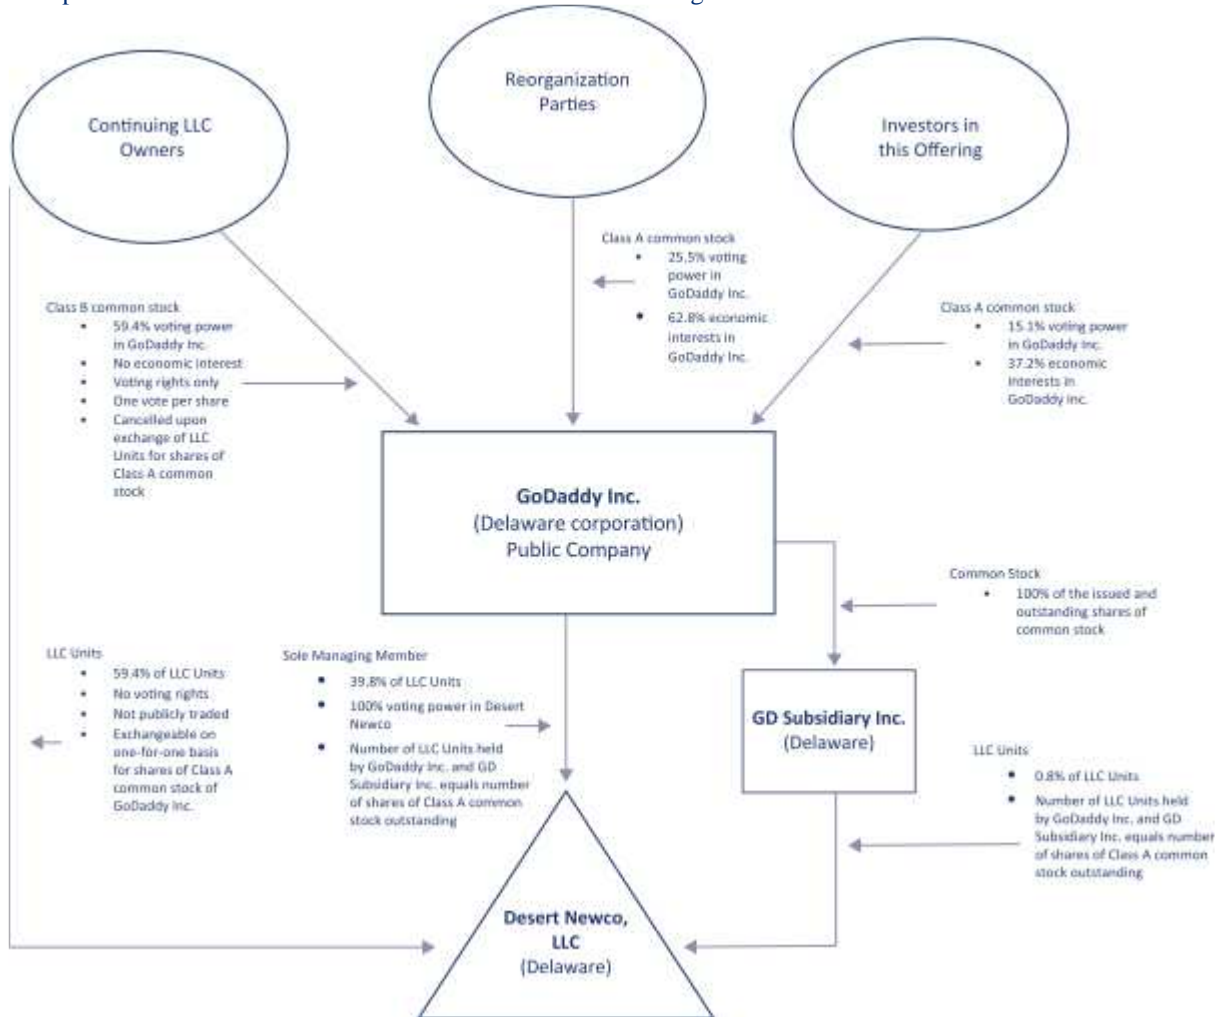 Continuing LLC
Owners
Reorganization
Parties
Investors in
this Offering
Class B common stock
• 59.4% voting power
in GoDaddy Inc.
• No economic interest
• Voting rights only
• One vote per share
• Cancelled upon
exchange of LLC
Units for shares of
Class A common
stock
Class A common stock
• 25.5% voting
power in
GoDaddy Inc.
• 62.8% economic
interests in
GoDaddy Inc.
Class A common stock
• 15.1% voting power
in GoDaddy Inc.
• 37.2% economic
interests in
GoDaddy Inc.
GoDaddy Inc.
(Delaware corporation)
Public Company
Common Stock
• 100% of the issued and
outstanding shares of
common stock
LLC Units
• 59.4% of LLC Units
• No voting rights
• Not publicly traded
• Exchangeable on
one-for-one basis
for shares of Class A
common stock of
GoDaddy Inc.
Sole Managing Member
• 39.8% of LLC Units
• 100% voting power in Desert
Newco
• Number of LLC Units held
by GoDaddy Inc. and GD
Subsidiary Inc. equals number
of shares of Class A common
stock outstanding
GD Subsidiary Inc.
(Delaware)
LLC Units
• 0.8% of LLC Units
• Number of LLC Units held
by GoDaddy Inc. and GD
Subsidiary Inc. equals number
of shares of Class A common
stock outstanding
Desert Newco,
LLC
(Delaware)